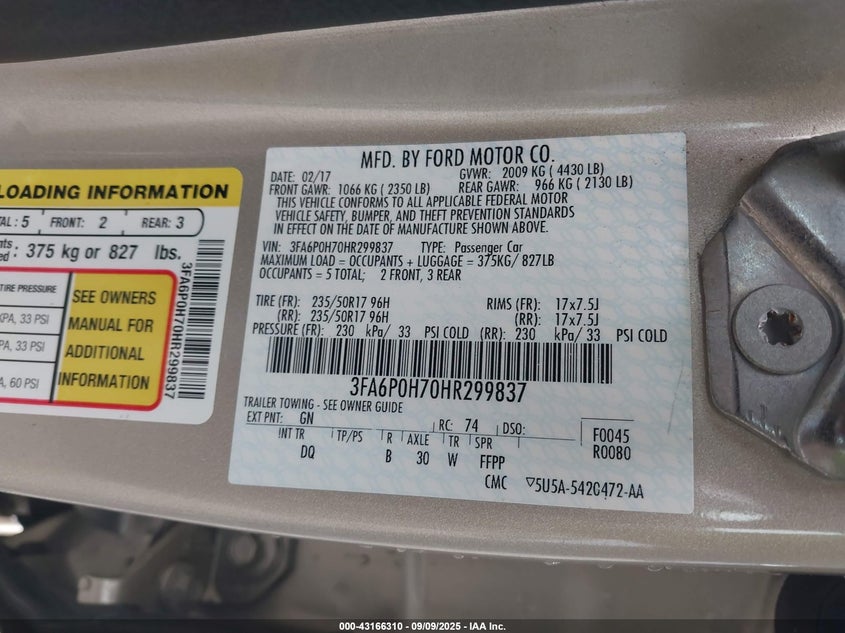 LOADING INFORMATION
5 FRONT: 2 REAR: 3
375 kg or 827 lbs.
TIRE PRESSURE
33 PSI
33 PSI
60 PSI
SEE OWNERS
MANUAL FOR
ADDITIONAL
INFORMATION
3FA6P0H70HR299837
MFD. BY FORD MOTOR CO.
DATE: 02/17 GVWR: 2009 KG ( 4430 LB)
FRONT GAWR: 1066 KG ( 2350 LB) REAR GAWR: 966 KG ( 2130 LB)
THIS VEHICLE CONFORMS TO ALL APPLICABLE FEDERAL MOTOR
VEHICLE SAFETY, BUMPER, AND THEFT PREVENTION STANDARDS
IN EFFECT ON THE DATE OF MANUFACTURE SHOWN ABOVE.
VIN: 3FA6P0H70HR299837 TYPE: Passenger Car
MAXIMUM LOAD = OCCUPANTS + LUGGAGE = 375KG/ 827LB
OCCUPANTS = 5 TOTAL; 2 FRONT, 3 REAR
TIRE (FR): 235/50R17 96H RIMS (FR): 17x7.5J
(RR): 235/50R17 96H (RR): 17x7.5J
PRESSURE (FR): 230 kPa/ 33 PSI COLD (RR): 230 kPa/ 33 PSI COLD
3FA6P0H70HR299837
TRAILER TOWING - SEE OWNER GUIDE
EXT PNT: GN RC: 74 DSO: F0045
INT TR TP/PS R AXLE TR SPR R0080
DQ B 30 W FFPP
CMC ▽5U5A-5420472-AA
000-43166310 - 09/09/2025 - IAA Inc.